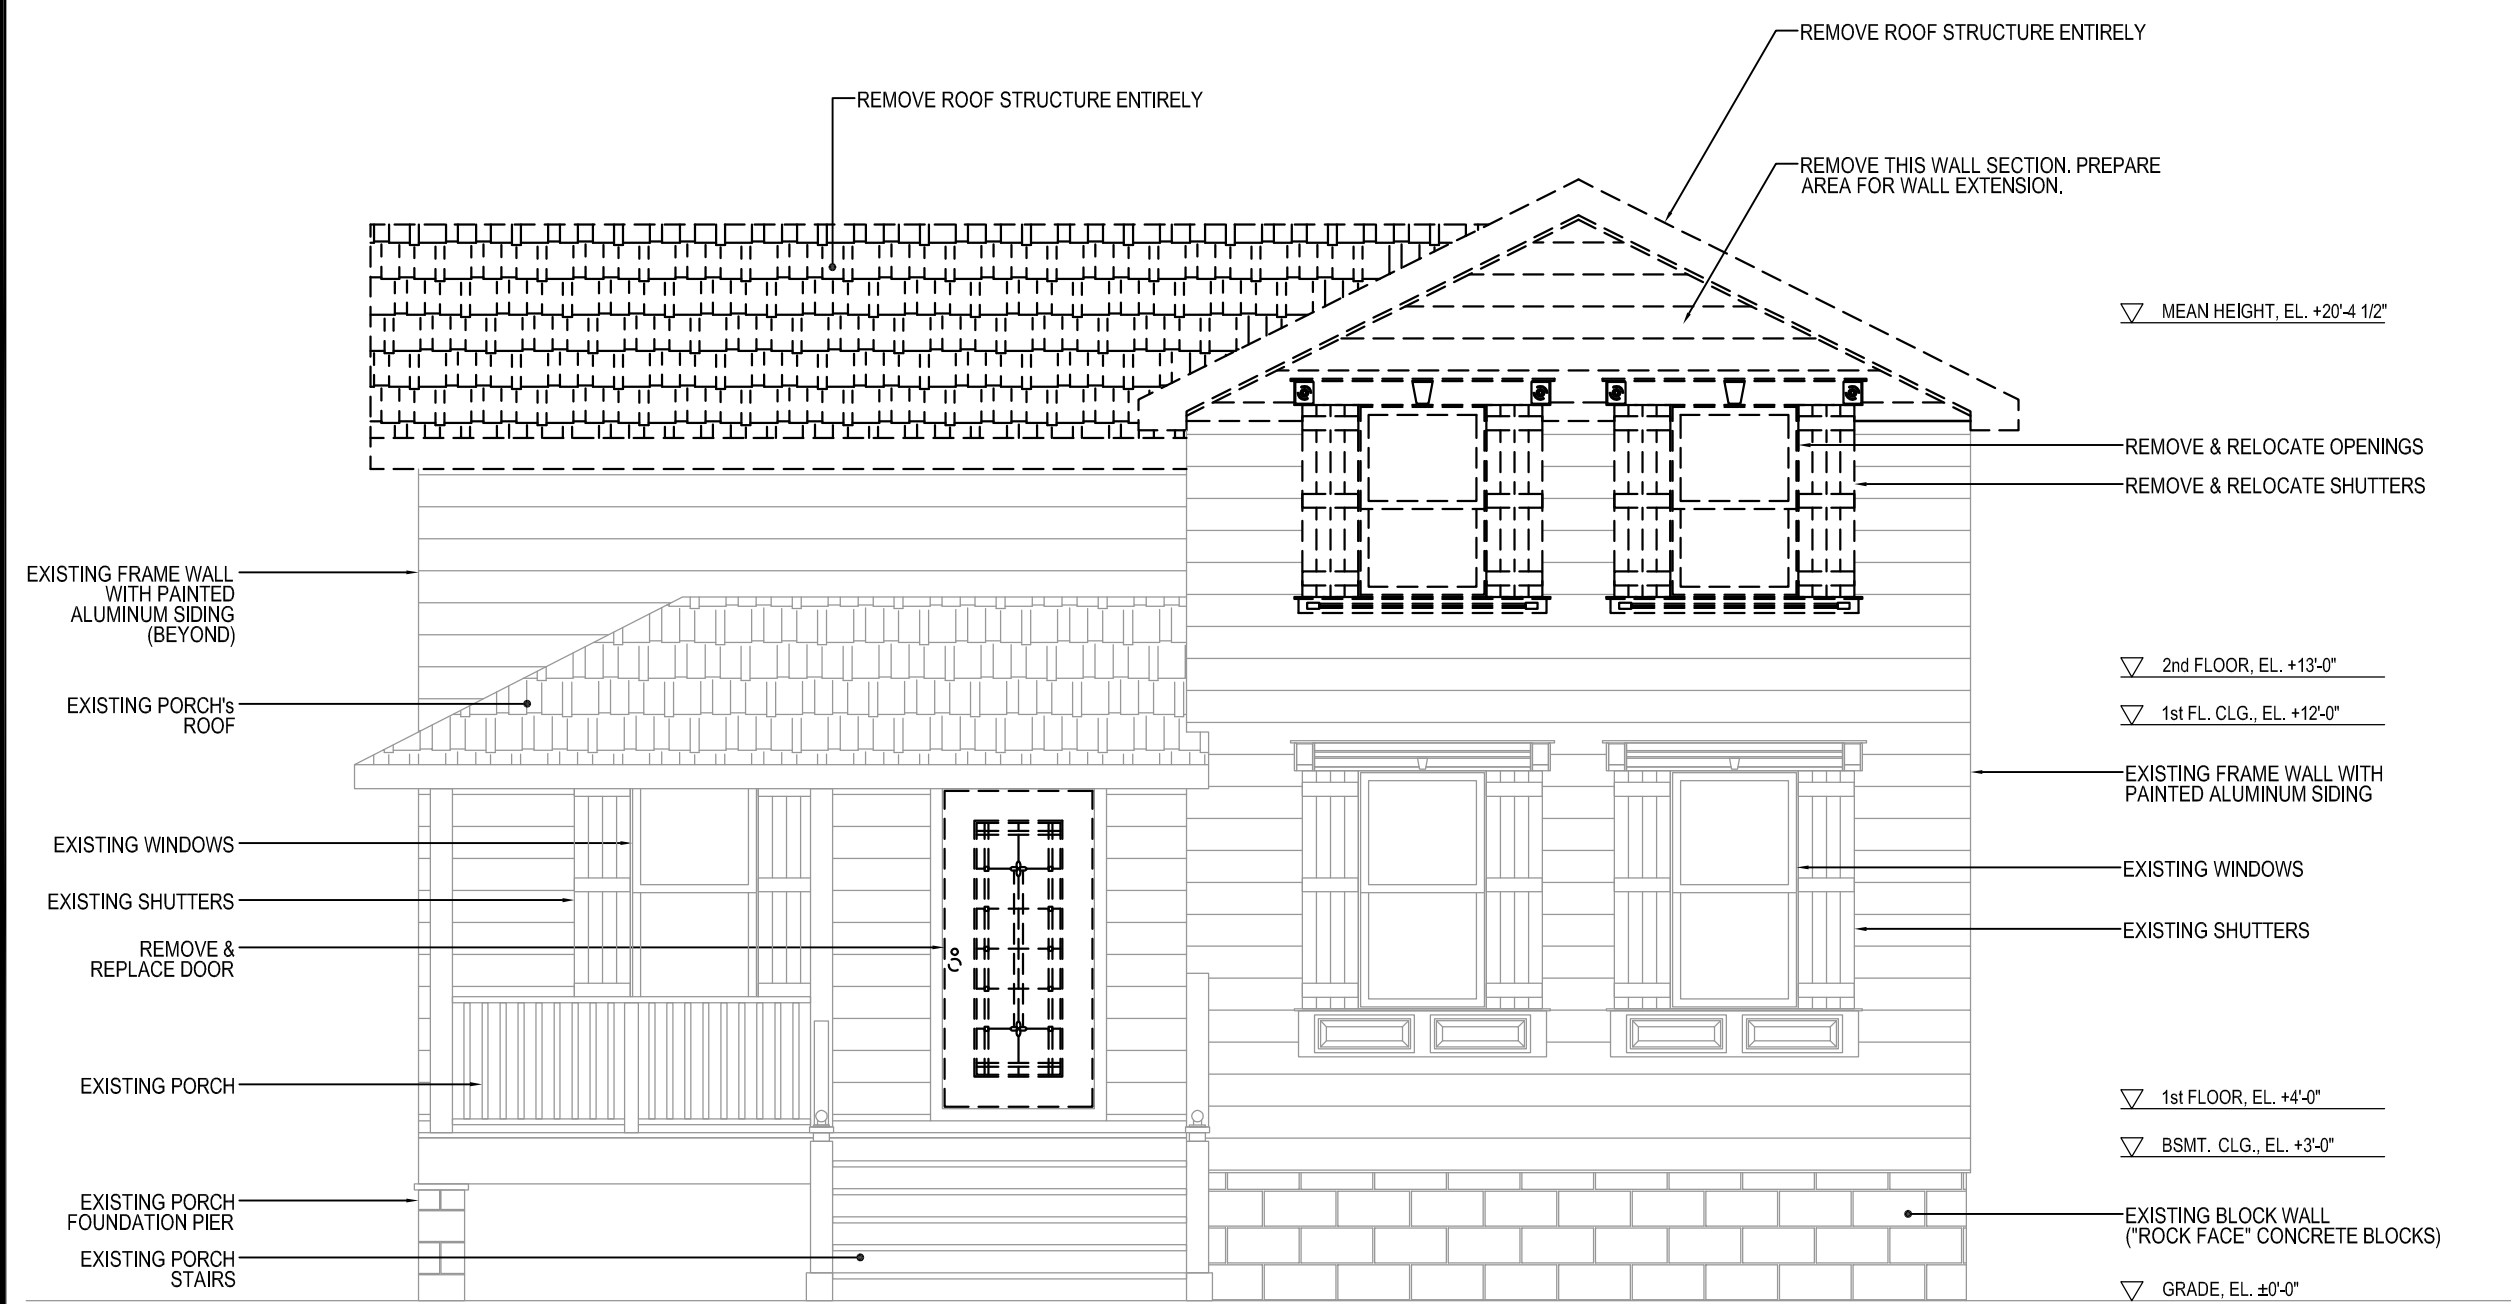 REMOVE ROOF STRUCTURE ENTIRELY
REMOVE ROOF STRUCTURE ENTIRELY
REMOVE THIS WALL SECTION. PREPARE
AREA FOR WALL EXTENSION.
MEAN HEIGHT, EL. +20'-4 1/2"
REMOVE & RELOCATE OPENINGS
REMOVE & RELOCATE SHUTTERS
EXISTING FRAME WALL
WITH PAINTED
ALUMINUM SIDING
(BEYOND)
2nd FLOOR, EL. +13'-0"
EXISTING PORCH's
ROOF
1st FL. CLG., EL. +12'-0"
EXISTING FRAME WALL WITH
PAINTED ALUMINUM SIDING
EXISTING WINDOWS
EXISTING WINDOWS
EXISTING SHUTTERS
EXISTING SHUTTERS
REMOVE &
REPLACE DOOR
EXISTING PORCH
1st FLOOR, EL. +4'-0"
BSMT. CLG., EL. +3'-0"
EXISTING PORCH
FOUNDATION PIER
EXISTING BLOCK WALL
("ROCK FACE" CONCRETE BLOCKS)
EXISTING PORCH
STAIRS
GRADE, EL. ±0'-0"